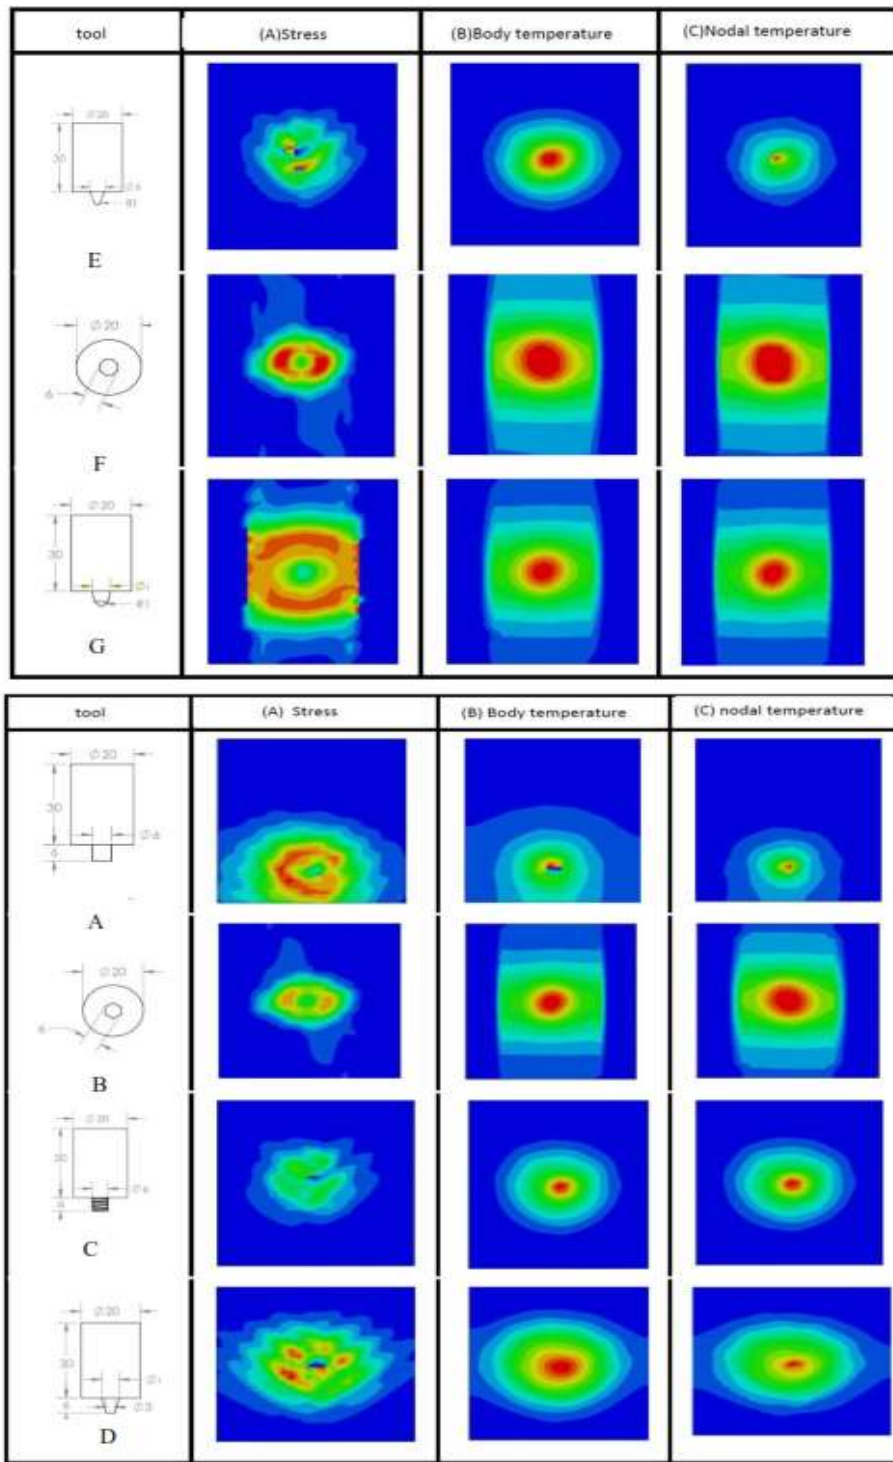 tool (A)Stress (B)Body temperature (C)Nodal temperature
Ø 20
30
E
Ø 20
6
F
Ø 20
30
G
tool (A) Stress (B) Body temperature (C) nodal temperature
Ø 20
30
6
A
Ø 20
6
B
Ø 20
30
C
Ø 20
30
D